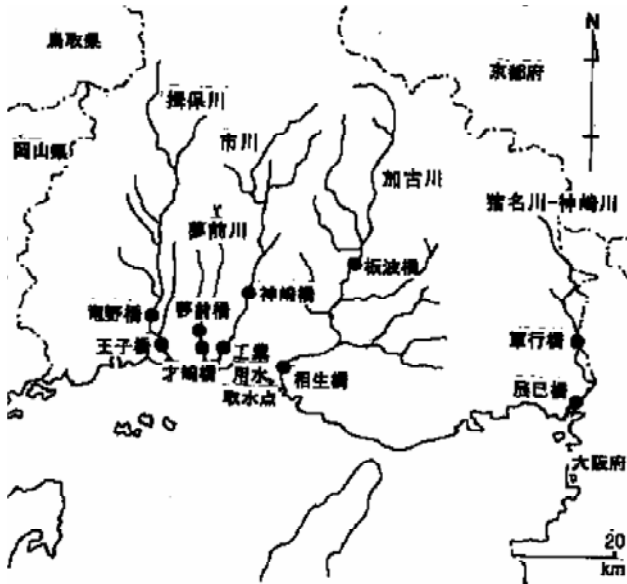 鳥取県
N
京都府
揖保川
市川
岡山県
加古川
猪名川-神崎川
夢前川
板波橋
神崎橋
夢前橋
竜野橋
軍行橋
王子橋
工業
用水
取水点
才崎橋
相生橋
辰巳橋
大阪府
20
km